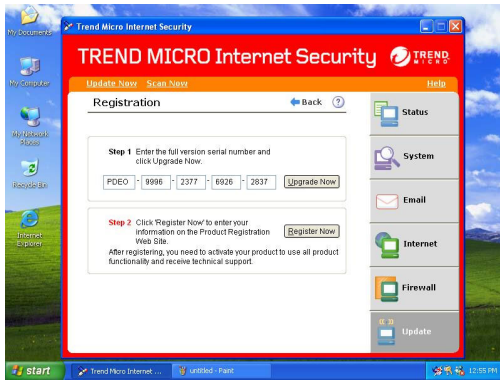 My Documents
My Computer
My Network
Places
Recycle Bin
Internet
Explorer
Trend Micro Internet Security
TREND MICRO Internet Security
TREND
MICRO
Update Now Scan Now Help
Registration Back ?
Step 1 Enter the full version serial number and
click Upgrade Now.
PDEO - 9996 - 2377 - 6926 - 2837 Upgrade Now
Step 2 Click 'Register Now' to enter your
information on the Product Registration
Web Site.
Register Now
After registering, you need to activate your product to use all product
functionality and receive technical support.
Status
System
Email
Internet
Firewall
Update
start
Trend Micro Internet ...
untitled - Paint
12:55 PM